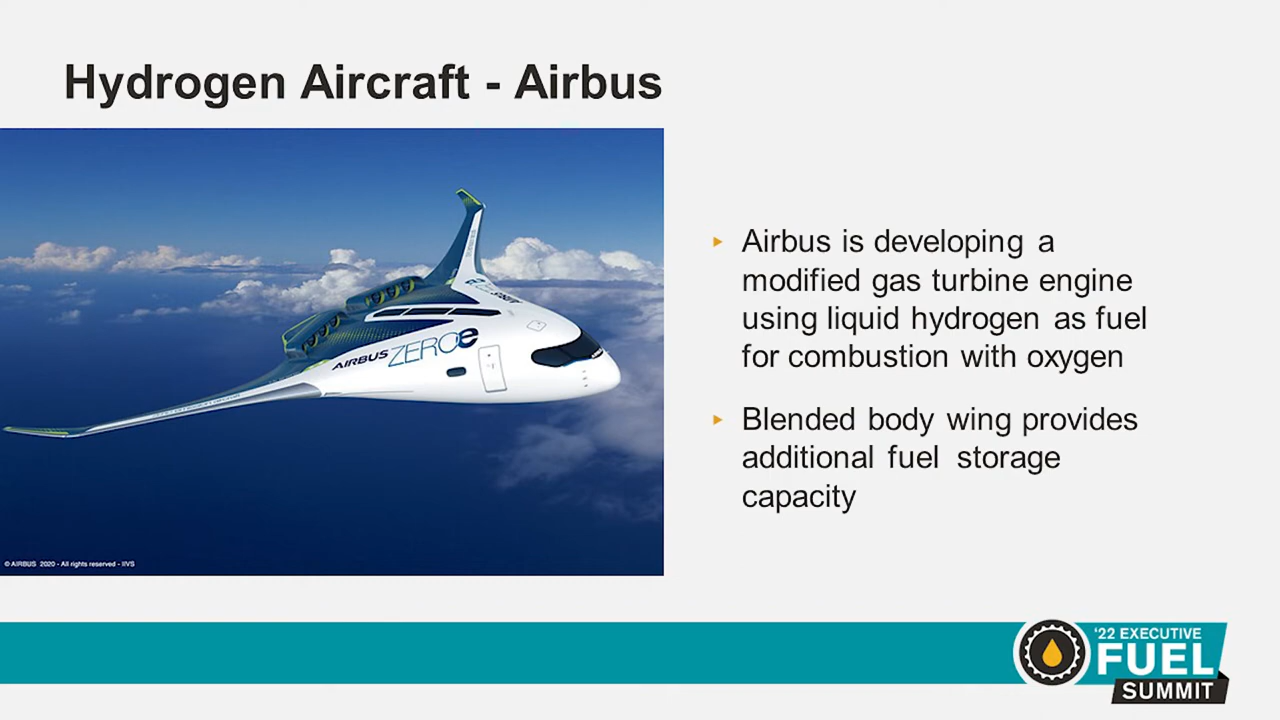 Hydrogen Aircraft - Airbus
AIRBUS ZEROe
© AIRBUS 2020 - All rights reserved - IIVS
▸ Airbus is developing a
modified gas turbine engine
using liquid hydrogen as fuel
for combustion with oxygen
▸ Blended body wing provides
additional fuel storage
capacity
'22 EXECUTIVE
FUEL
SUMMIT